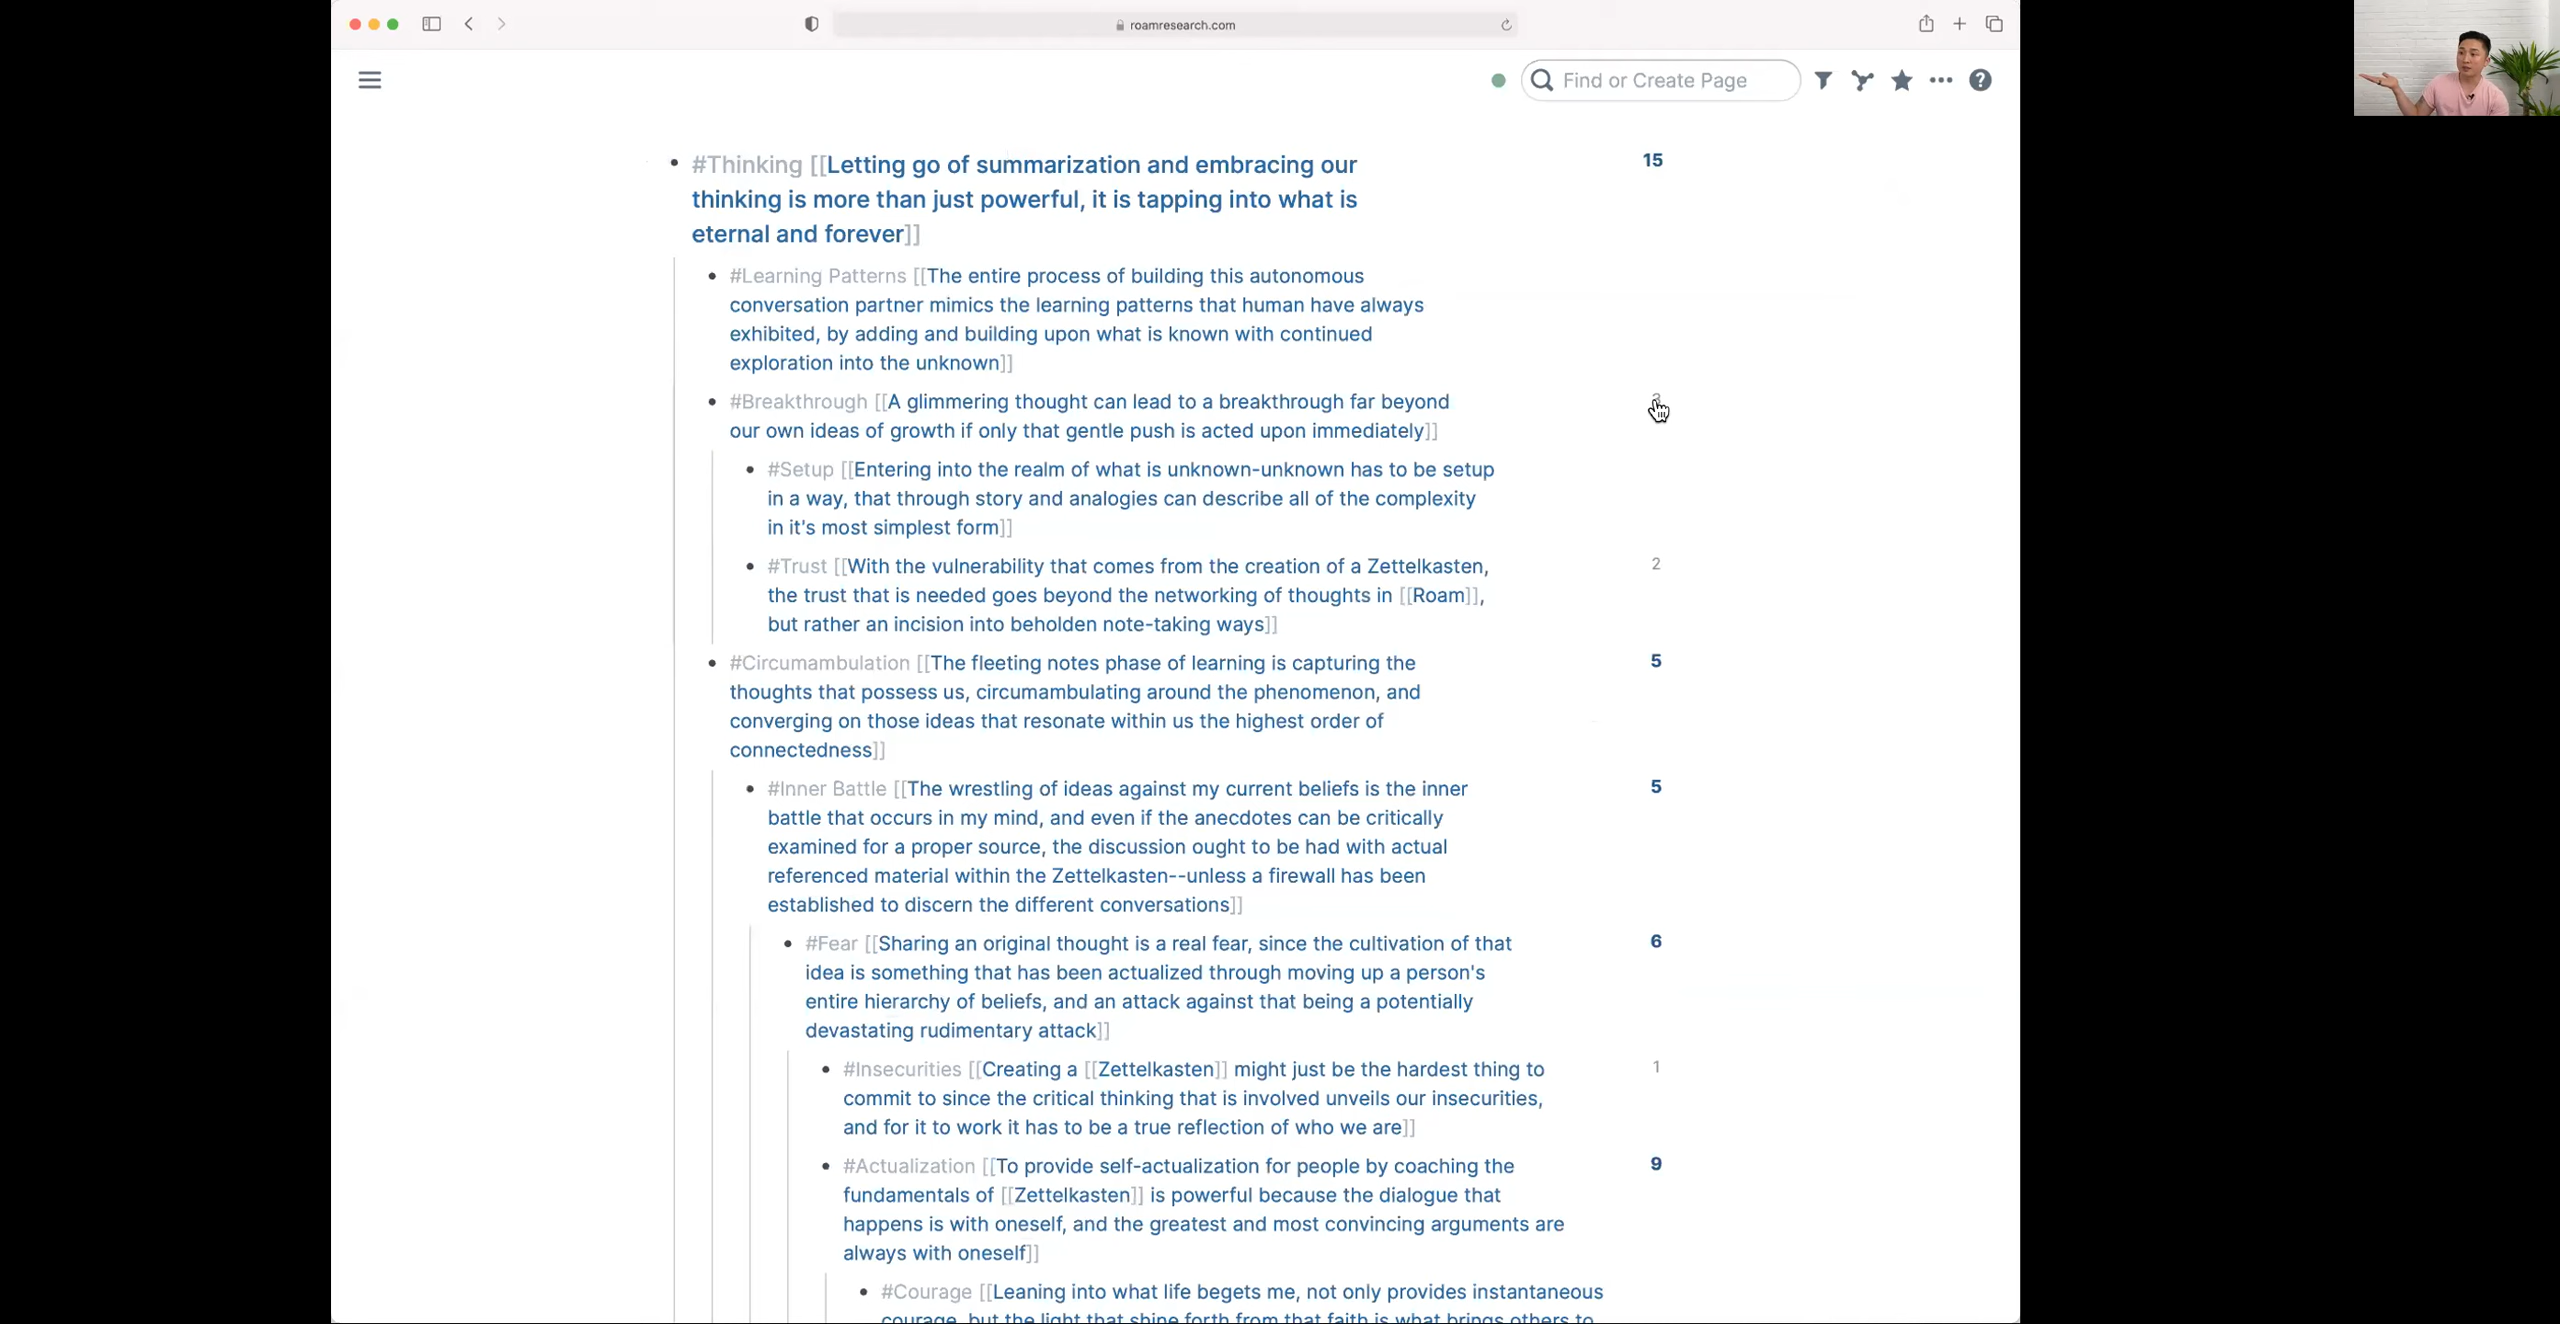 roamresearch.com
Find or Create Page
#Thinking [[Letting go of summarization and embracing our 15
thinking is more than just powerful, it is tapping into what is
eternal and forever]]
#Learning Patterns [[The entire process of building this autonomous
conversation partner mimics the learning patterns that human have always
exhibited, by adding and building upon what is known with continued
exploration into the unknown]]
#Breakthrough [[A glimmering thought can lead to a breakthrough far beyond
our own ideas of growth if only that gentle push is acted upon immediately]]
#Setup [[Entering into the realm of what is unknown-unknown has to be setup
in a way, that through story and analogies can describe all of the complexity
in it's most simplest form]]
#Trust [[With the vulnerability that comes from the creation of a Zettelkasten, 2
the trust that is needed goes beyond the networking of thoughts in [[Roam]],
but rather an incision into beholden note-taking ways]]
#Circumambulation [[The fleeting notes phase of learning is capturing the 5
thoughts that possess us, circumambulating around the phenomenon, and
converging on those ideas that resonate within us the highest order of
connectedness]]
#Inner Battle [[The wrestling of ideas against my current beliefs is the inner 5
battle that occurs in my mind, and even if the anecdotes can be critically
examined for a proper source, the discussion ought to be had with actual
referenced material within the Zettelkasten--unless a firewall has been
established to discern the different conversations]]
#Fear [[Sharing an original thought is a real fear, since the cultivation of that 6
idea is something that has been actualized through moving up a person's
entire hierarchy of beliefs, and an attack against that being a potentially
devastating rudimentary attack]]
#Insecurities [[Creating a [[Zettelkasten]] might just be the hardest thing to 1
commit to since the critical thinking that is involved unveils our insecurities,
and for it to work it has to be a true reflection of who we are]]
#Actualization [[To provide self-actualization for people by coaching the 9
fundamentals of [[Zettelkasten]] is powerful because the dialogue that
happens is with oneself, and the greatest and most convincing arguments are
always with oneself]]
#Courage [[Leaning into what life begets me, not only provides instantaneous
courage, but the light that shine forth from that faith is what brings others to